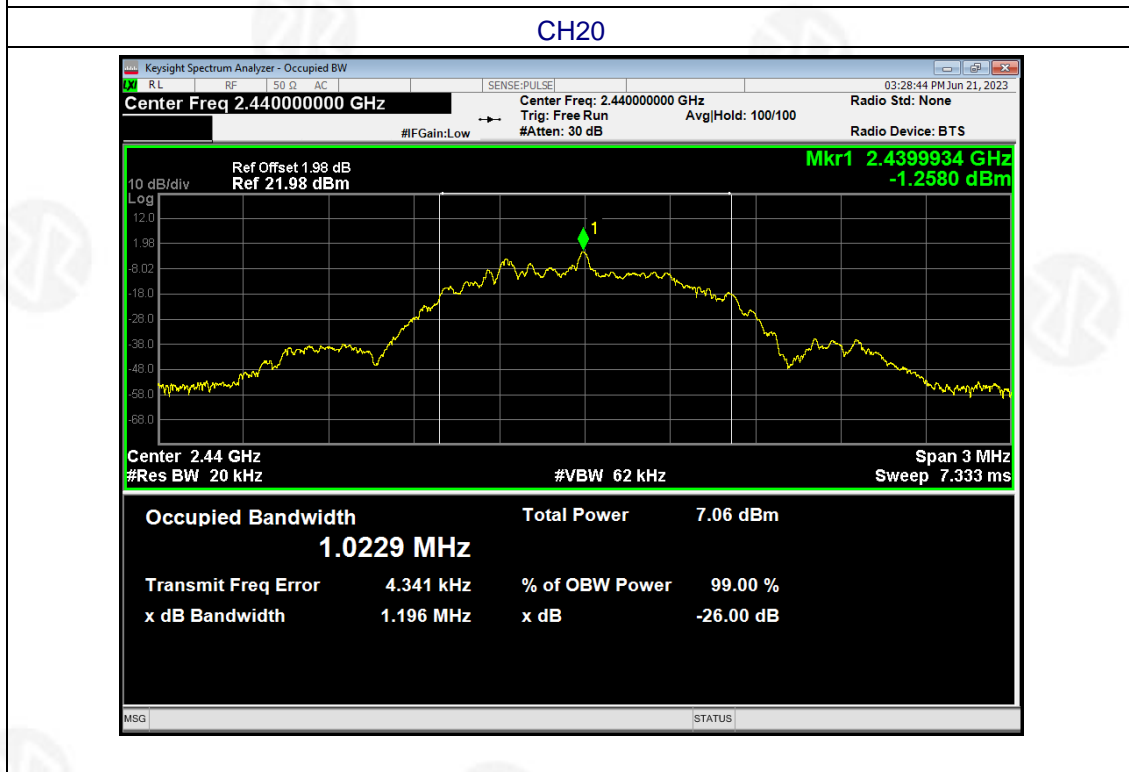 CH20
Keysight Spectrum Analyzer - Occupied BW
LXI RL RF 50 Ω AC SENSE:PULSE 03:28:44 PM Jun 21, 2023
Center Freq 2.440000000 GHz Center Freq: 2.440000000 GHz Radio Std: None
Trig: Free Run Avg|Hold: 100/100
#IFGain:Low #Atten: 30 dB Radio Device: BTS
Mkr1 2.4399934 GHz
Ref Offset 1.98 dB
10 dB/div Ref 21.98 dBm -1.2580 dBm
Log
12.0
1
1.98
-8.02
-18.0
-28.0
-38.0
-48.0
-58.0
-68.0
Center 2.44 GHz Span 3 MHz
#Res BW 20 kHz #VBW 62 kHz Sweep 7.333 ms
Occupied Bandwidth Total Power 7.06 dBm
1.0229 MHz
Transmit Freq Error 4.341 kHz % of OBW Power 99.00 %
x dB Bandwidth 1.196 MHz x dB -26.00 dB
MSG STATUS